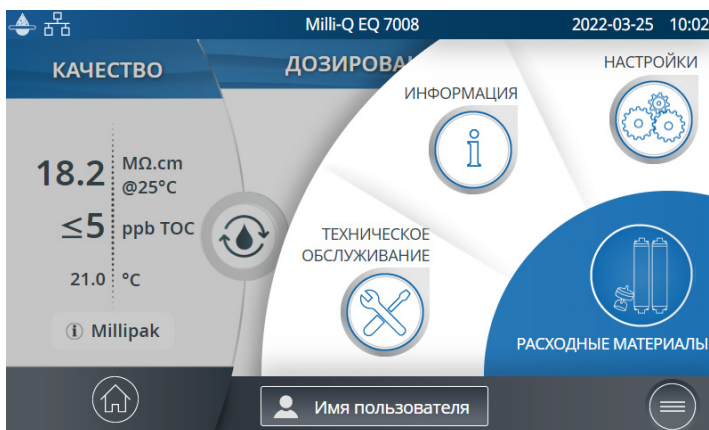 Milli-Q EQ 7008
2022-03-25 10:02
КАЧЕСТВО
ДОЗИРОВА
НАСТРОЙКИ
ИНФОРМАЦИЯ
18.2 MΩ.cm
@25°C
≤5 ppb TOC
21.0 °C
i Millipak
ТЕХНИЧЕСКОЕ
ОБСЛУЖИВАНИЕ
РАСХОДНЫЕ МАТЕРИАЛЫ
Имя пользователя